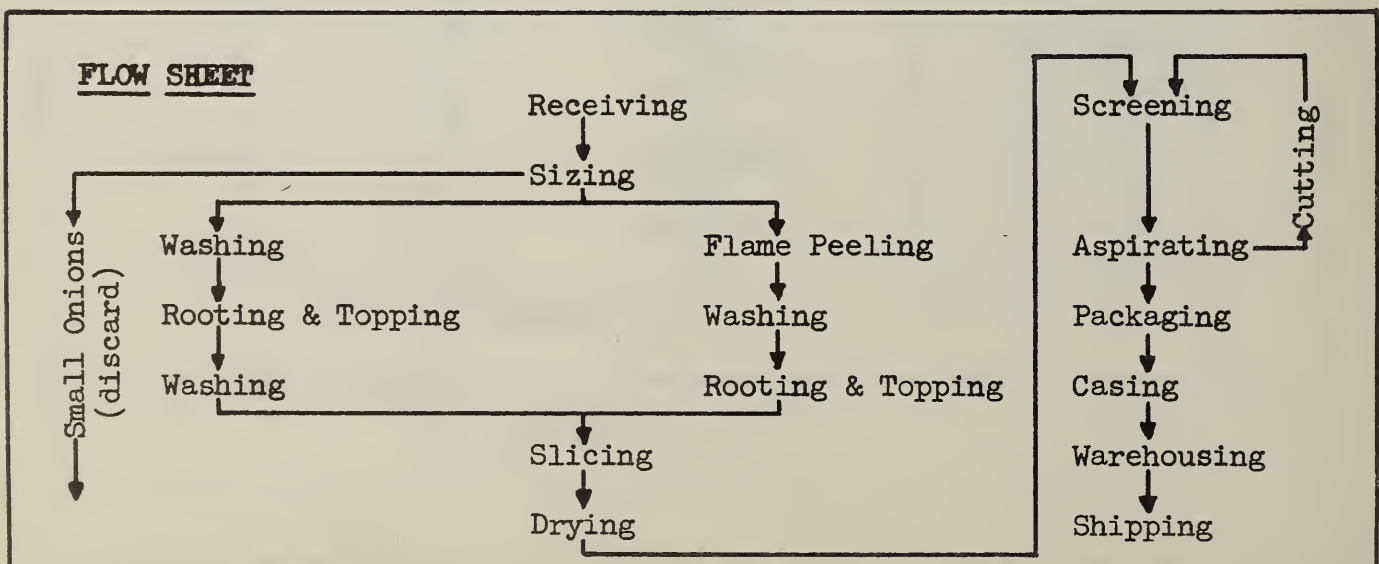 FLOW SHEET
Receiving
Sizing
Small Onions
(discard)
Washing
Rooting & Topping
Washing
Flame Peeling
Washing
Rooting & Topping
Slicing
Drying
Screening
Cutting
Aspirating
Packaging
Casing
Warehousing
Shipping